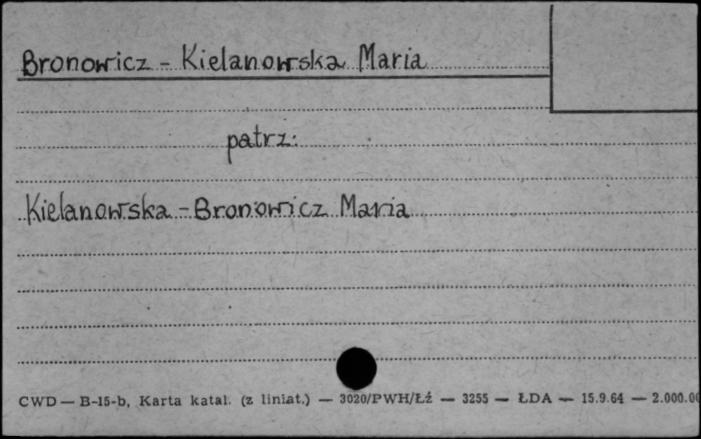 Bronowicz - Kielanowska Maria
patrz:
Kielanowska - Bronowicz Maria
CWD — B-15-b, Karta katal. (z liniat.) — 3020/PWH/Łź — 3255 — ŁDA — 15.9.64 — 2.000.00